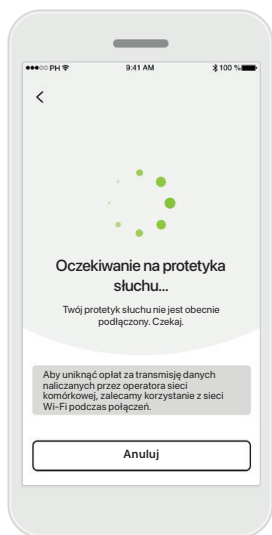 PH 9:41 AM 100 %
Oczekiwanie na protetyka
słuchu...
Twój protetyk słuchu nie jest obecnie
podłączony. Czekaj.
Aby uniknąć opłat za transmisję danych
naliczanych przez operatora sieci
komórkowej, zalecamy korzystanie z sieci
Wi-Fi podczas połączeń.
Anuluj